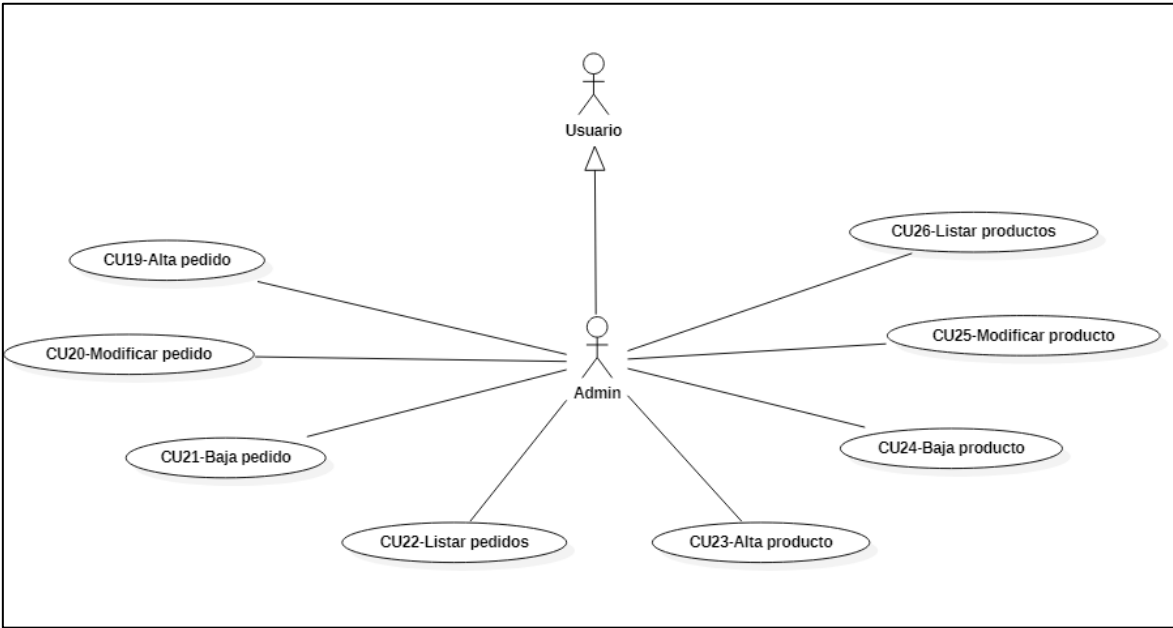 Usuario
CU26-Listar productos
CU19-Alta pedido
CU25-Modificar producto
CU20-Modificar pedido
Admin
CU24-Baja producto
CU21-Baja pedido
CU22-Listar pedidos
CU23-Alta producto